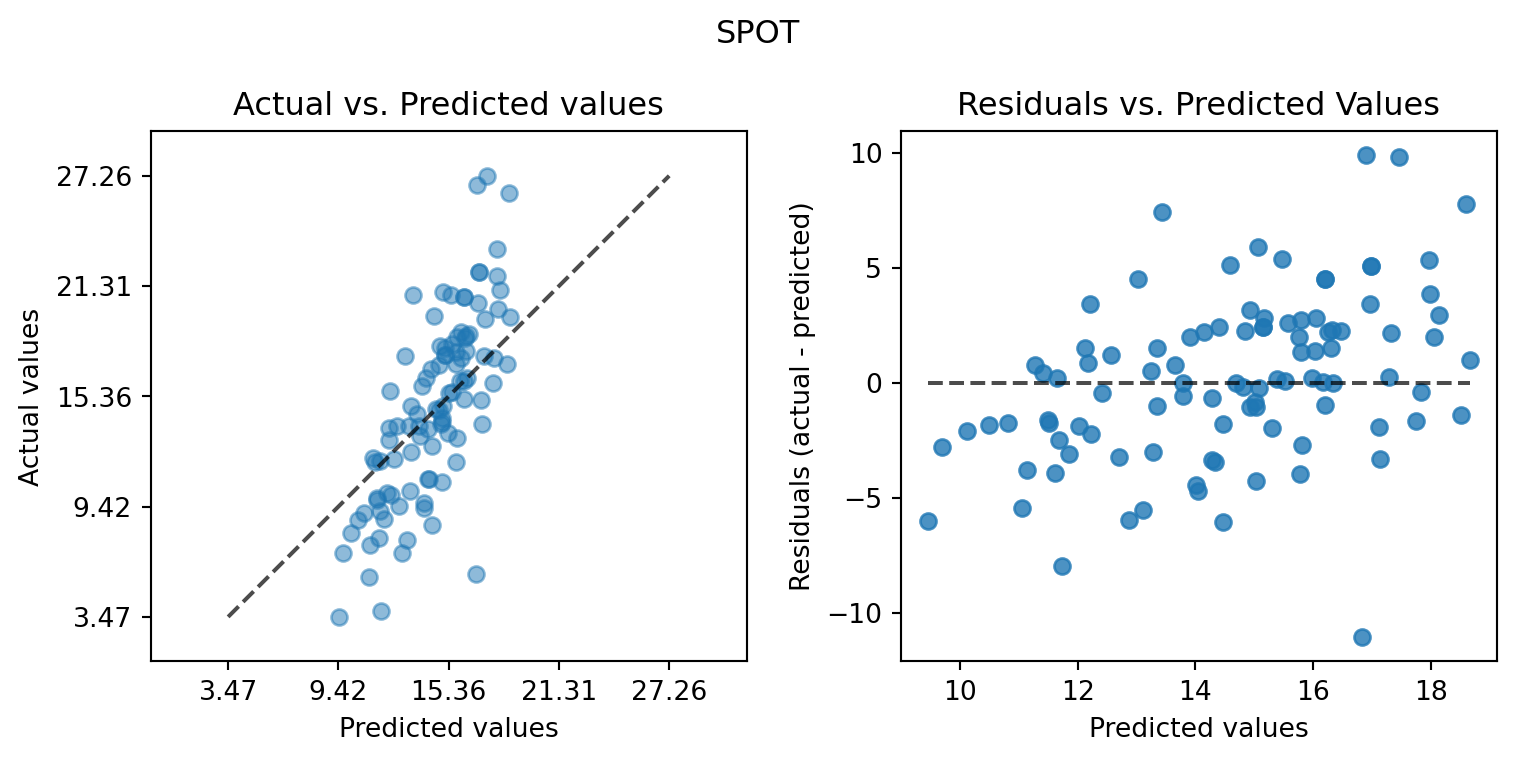 SPOT
Actual vs. Predicted values
27.26
21.31
15.36
9.42
3.47
Actual values
3.47 9.42 15.36 21.31 27.26
Predicted values
Residuals vs. Predicted Values
10
5
0
−5
−10
Residuals (actual - predicted)
10 12 14 16 18
Predicted values